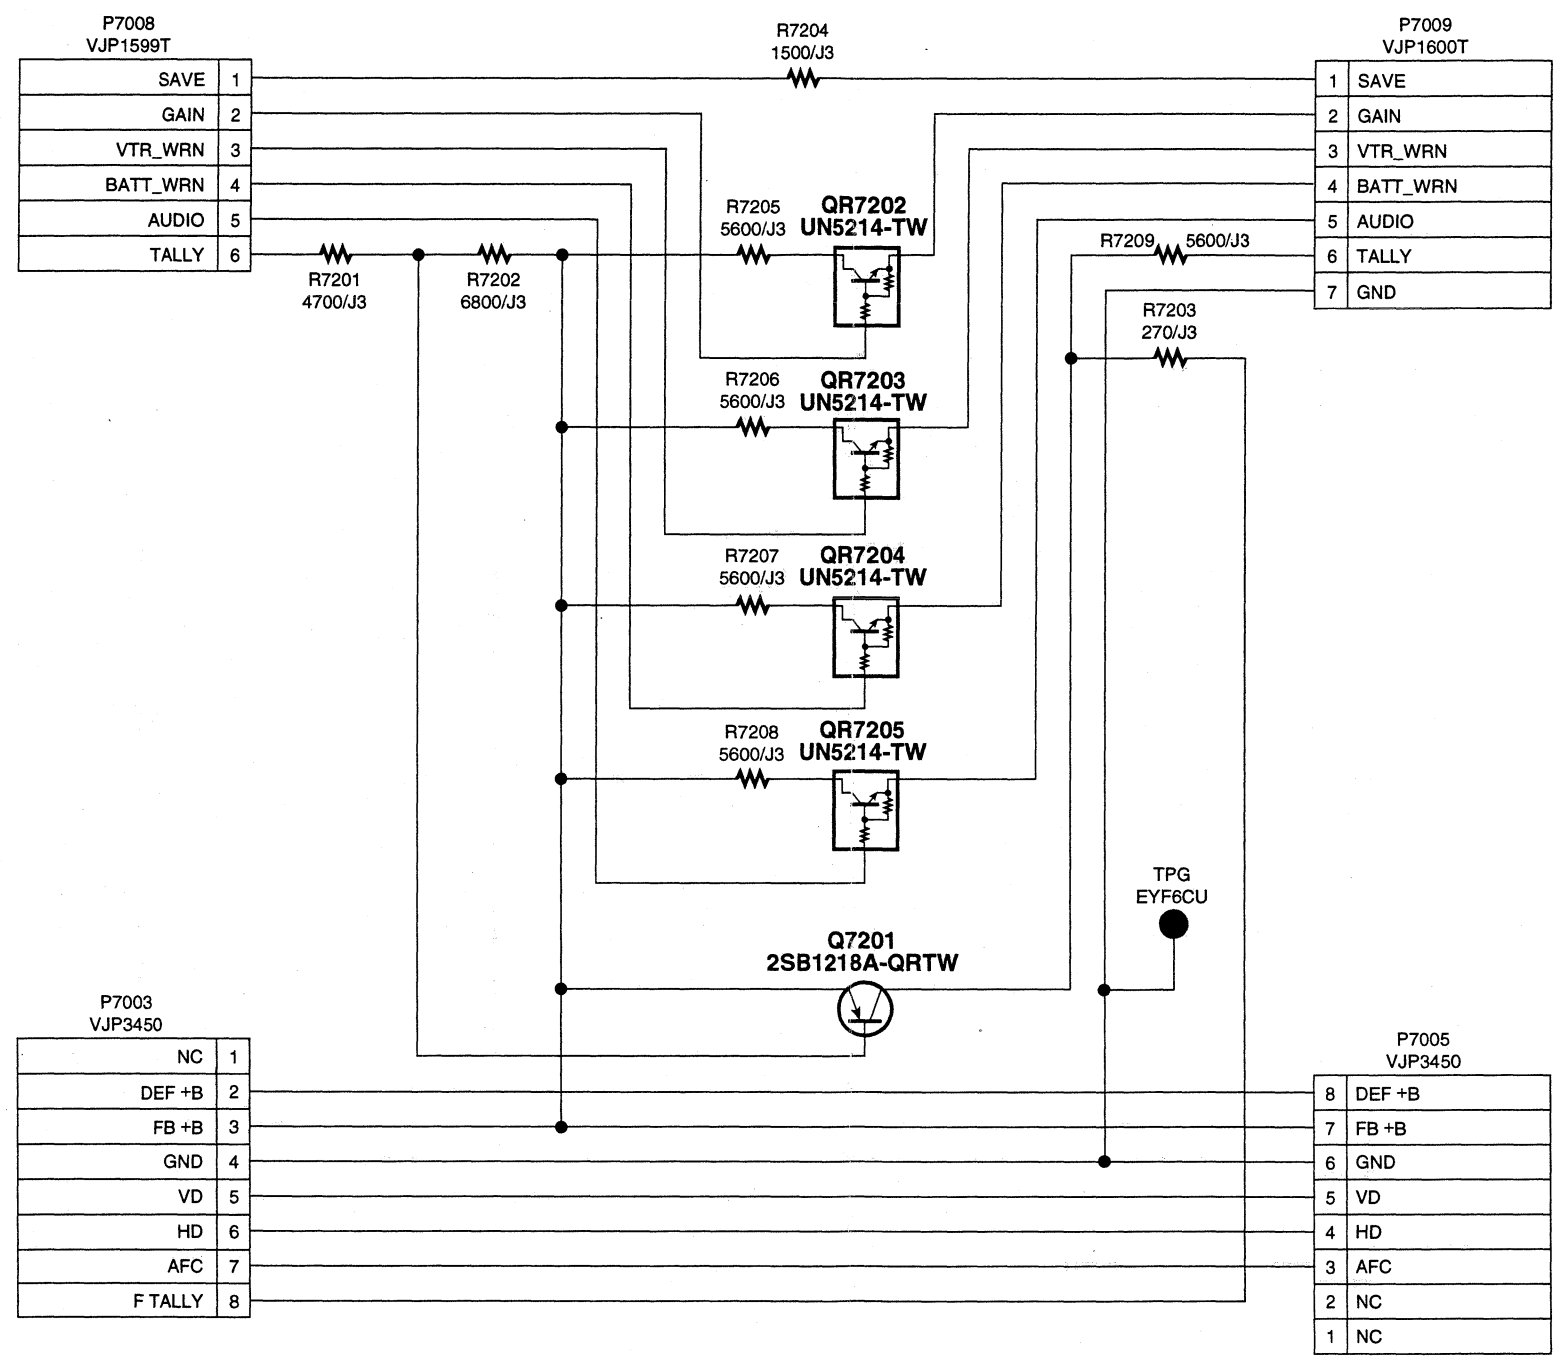 P7008
VJP1599T
SAVE 1
GAIN 2
VTR_WRN 3
BATT_WRN 4
AUDIO 5
TALLY 6
R7204
1500/J3
P7009
VJP1600T
1 SAVE
2 GAIN
3 VTR_WRN
4 BATT_WRN
5 AUDIO
6 TALLY
7 GND
R7201
4700/J3
R7202
6800/J3
R7205
5600/J3
QR7202
UN5214-TW
R7209 5600/J3
R7203
270/J3
R7206
5600/J3
QR7203
UN5214-TW
R7207
5600/J3
QR7204
UN5214-TW
R7208
5600/J3
QR7205
UN5214-TW
TPG
EYF6CU
Q7201
2SB1218A-QRTW
P7003
VJP3450
NC 1
DEF +B 2
FB +B 3
GND 4
VD 5
HD 6
AFC 7
F TALLY 8
P7005
VJP3450
8 DEF +B
7 FB +B
6 GND
5 VD
4 HD
3 AFC
2 NC
1 NC